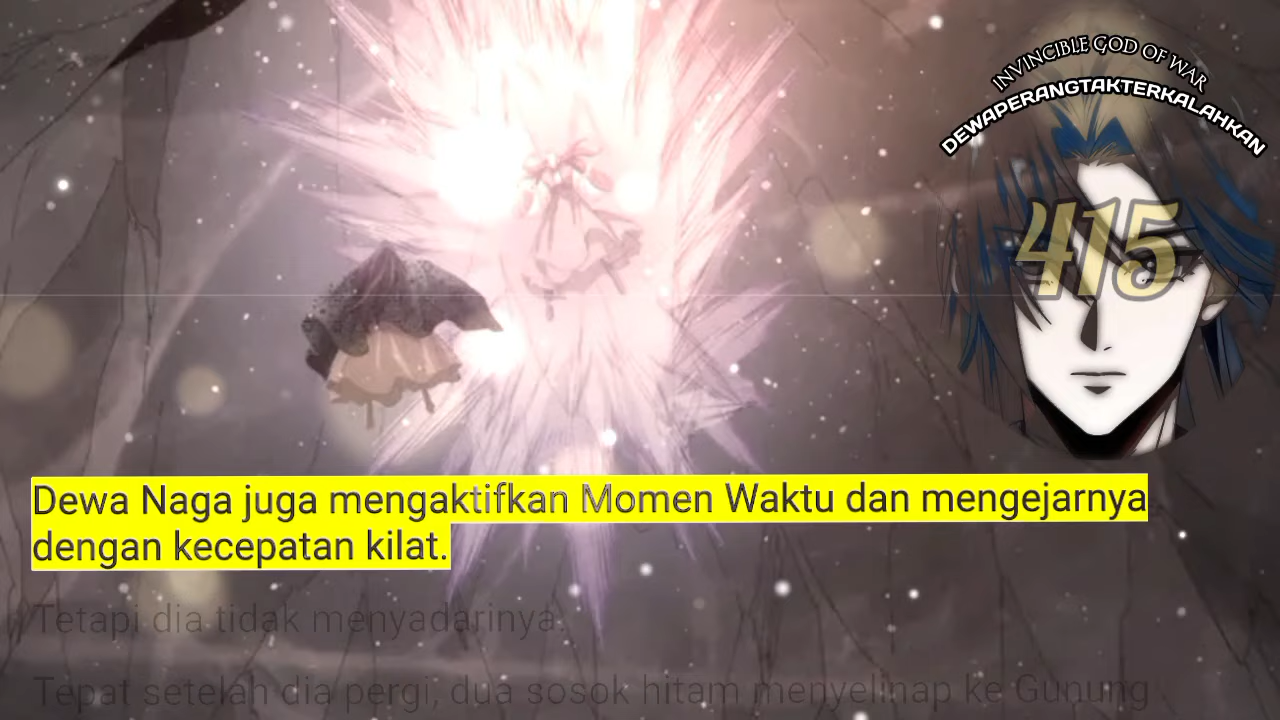 INVINCIBLE GOD OF WAR
DEWAPERANGTAKTERKALAHKAN
415
Dewa Naga juga mengaktifkan Momen Waktu dan mengejarnya
dengan kecepatan kilat.
Tetapi dia tidak menyadarinya.
Tepat setelah dia pergi, dua sosok hitam menyelinap ke Gunung